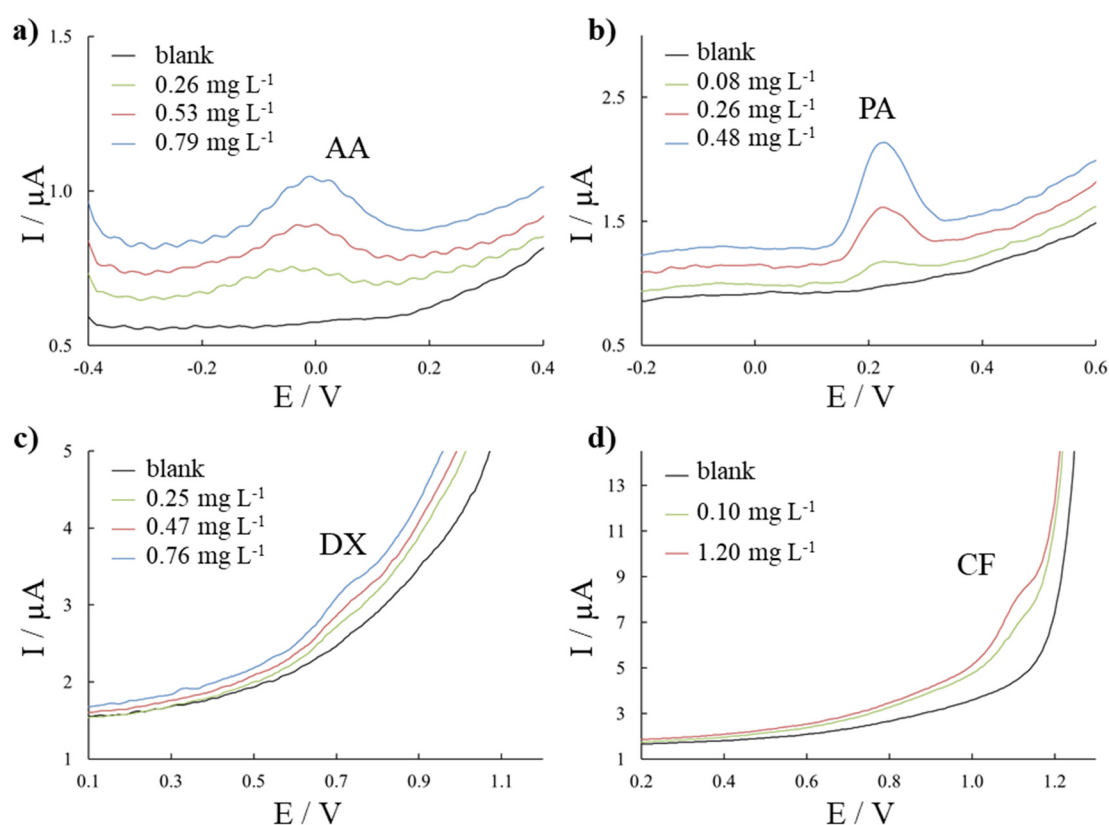 a)
1.5
1.0
0.5
I / μA
blank
0.26 mg L-1
0.53 mg L-1
0.79 mg L-1
AA
-0.4
-0.2
0.0
0.2
0.4
E / V
b)
2.5
1.5
0.5
I / μA
blank
0.08 mg L-1
0.26 mg L-1
0.48 mg L-1
PA
-0.2
0.0
0.2
0.4
0.6
E / V
c)
5
4
3
2
1
I / μA
blank
0.25 mg L-1
0.47 mg L-1
0.76 mg L-1
DX
0.1
0.3
0.5
0.7
0.9
1.1
E / V
d)
13
11
9
7
5
3
1
I / μA
blank
0.10 mg L-1
1.20 mg L-1
CF
0.2
0.4
0.6
0.8
1.0
1.2
E / V